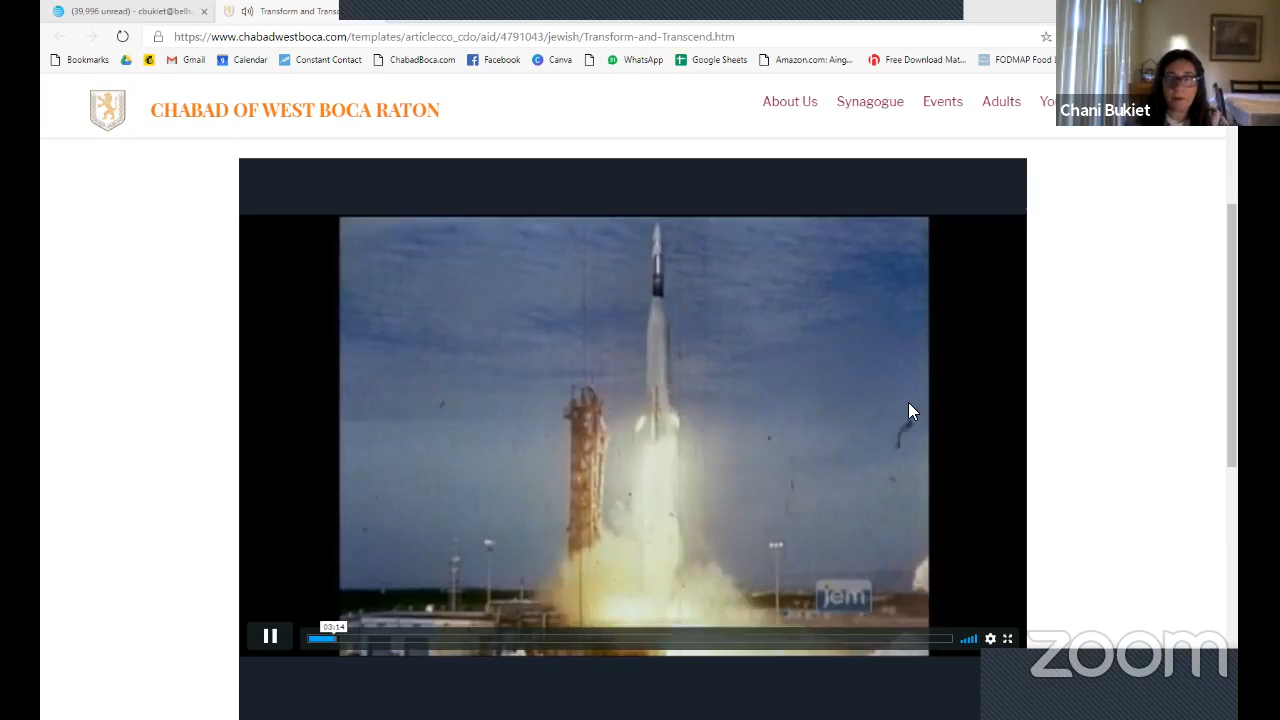 (39,996 unread) - cbukiet@bells
Transform and Transc
https://www.chabadwestboca.com/templates/articlecco_cdo/aid/4791043/jewish/Transform-and-Transcend.htm
Bookmarks
Gmail
Calendar
Constant Contact
ChabadBoca.com
Facebook
Canva
WhatsApp
Google Sheets
Amazon.com: Aing...
Free Download Mat...
FODMAP Food L
CHABAD OF WEST BOCA RATON
About Us
Synagogue
Events
Adults
Yo
Chani Bukiet
jem
03:14
zoom